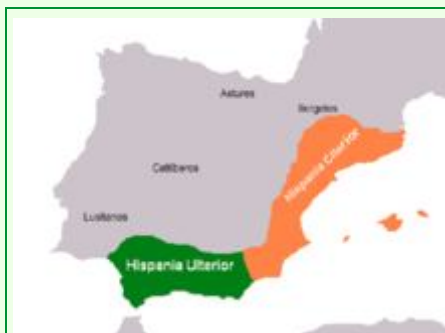 Astures
Ilergetes
Hispania Citerior
Celtiberos
Lusitanos
Hispania Ulterior